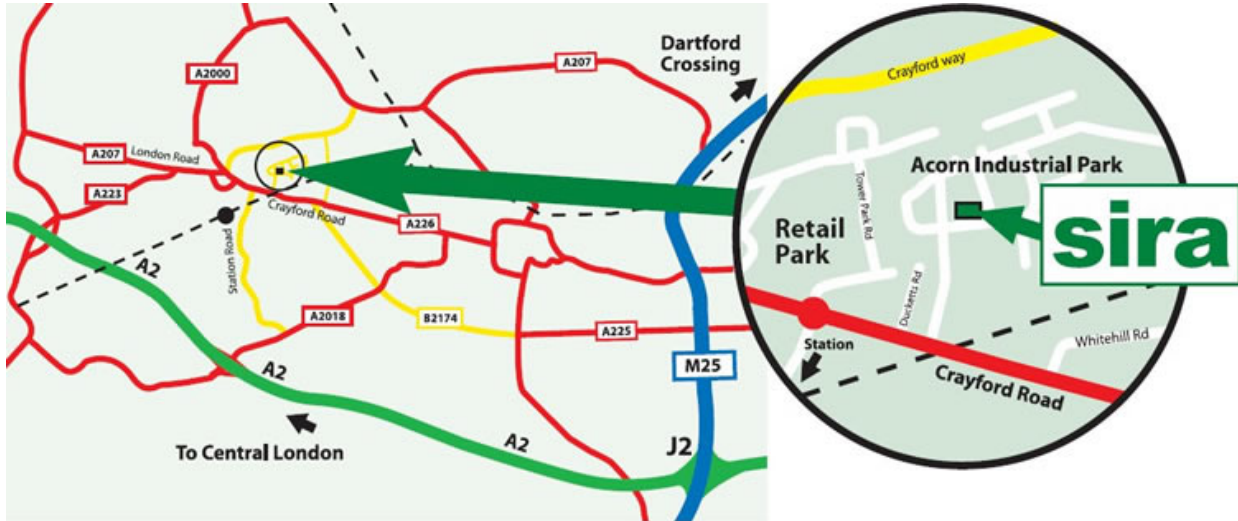 Dartford
Crossing
A2000
A207
A207
London Road
A223
Crayford Road
A226
Station Road
A2
A2018
B2174
A225
M25
A2
A2
J2
To Central London
Crayford way
Acorn Industrial Park
Tower Park Rd
Retail
Park
sira
Ducketts Rd
Station
Whitehill Rd
Crayford Road